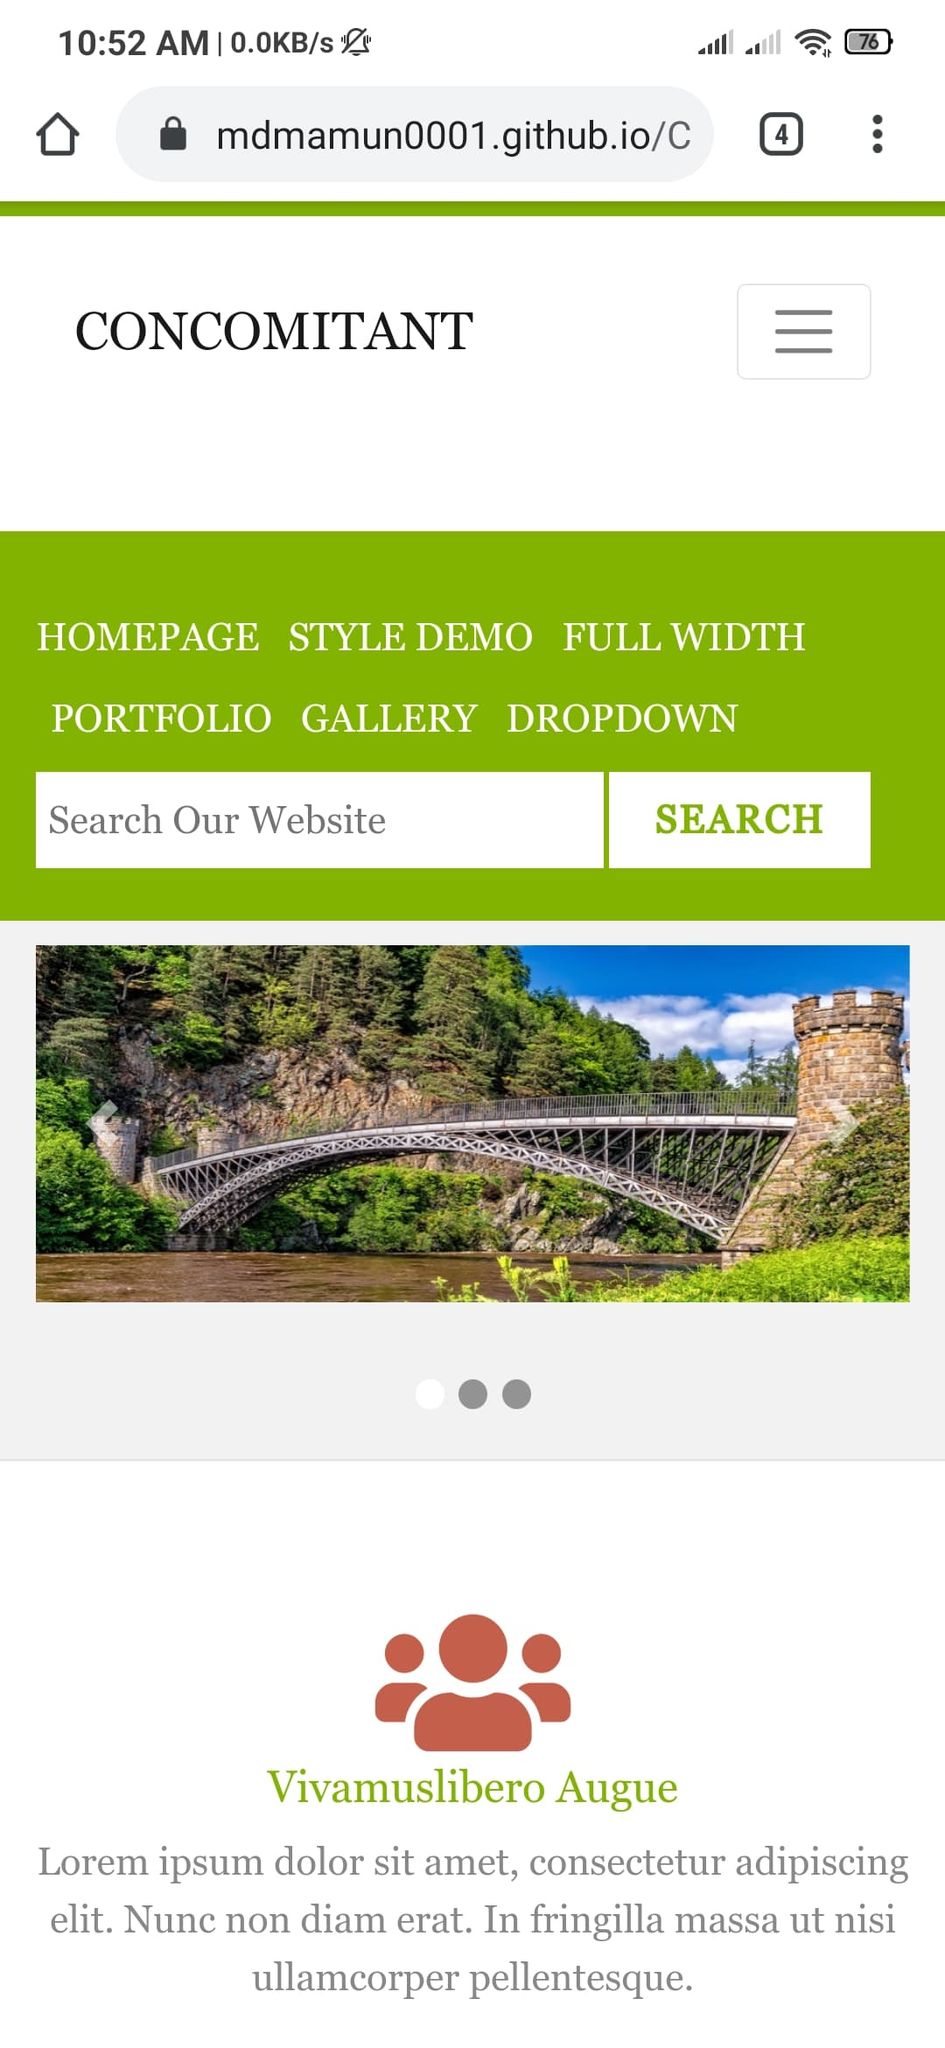 10:52 AM | 0.0KB/s 76
mdmamun0001.github.io/C 4
CONCOMITANT
HOMEPAGE STYLE DEMO FULL WIDTH
PORTFOLIO GALLERY DROPDOWN
Search Our Website SEARCH
Vivamuslibero Augue
Lorem ipsum dolor sit amet, consectetur adipiscing
elit. Nunc non diam erat. In fringilla massa ut nisi
ullamcorper pellentesque.